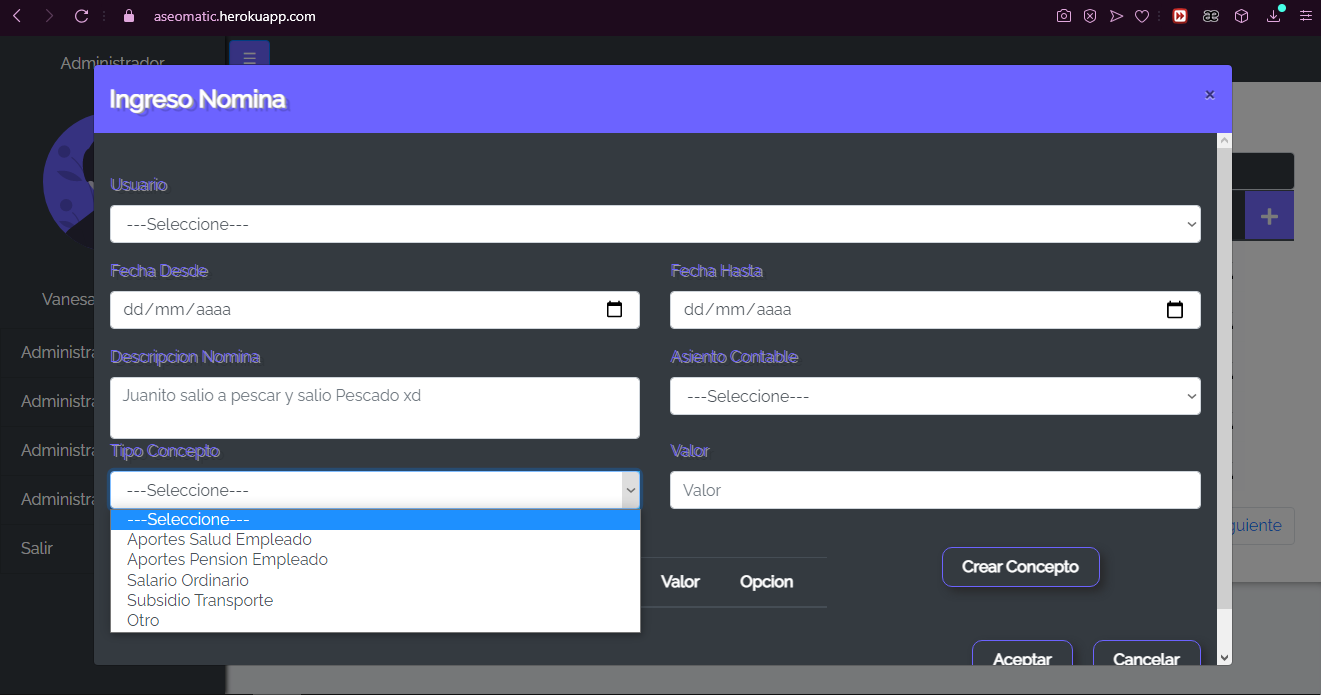 aseomatic.herokuapp.com
Administrador
Ingreso Nomina
×
Usuario
---Seleccione---
Fecha Desde
Fecha Hasta
dd/mm/aaaa
dd/mm/aaaa
Vanesa
Descripcion Nomina
Asiento Contable
Administra
Juanito salio a pescar y salio Pescado xd
---Seleccione---
Administra
Tipo Concepto
Valor
Administra
---Seleccione---
Valor
Administra
---Seleccione---
Aportes Salud Empleado
Aportes Pension Empleado
Salario Ordinario
Subsidio Transporte
Otro
Salir
guiente
Crear Concepto
Valor
Opcion
Aceptar
Cancelar